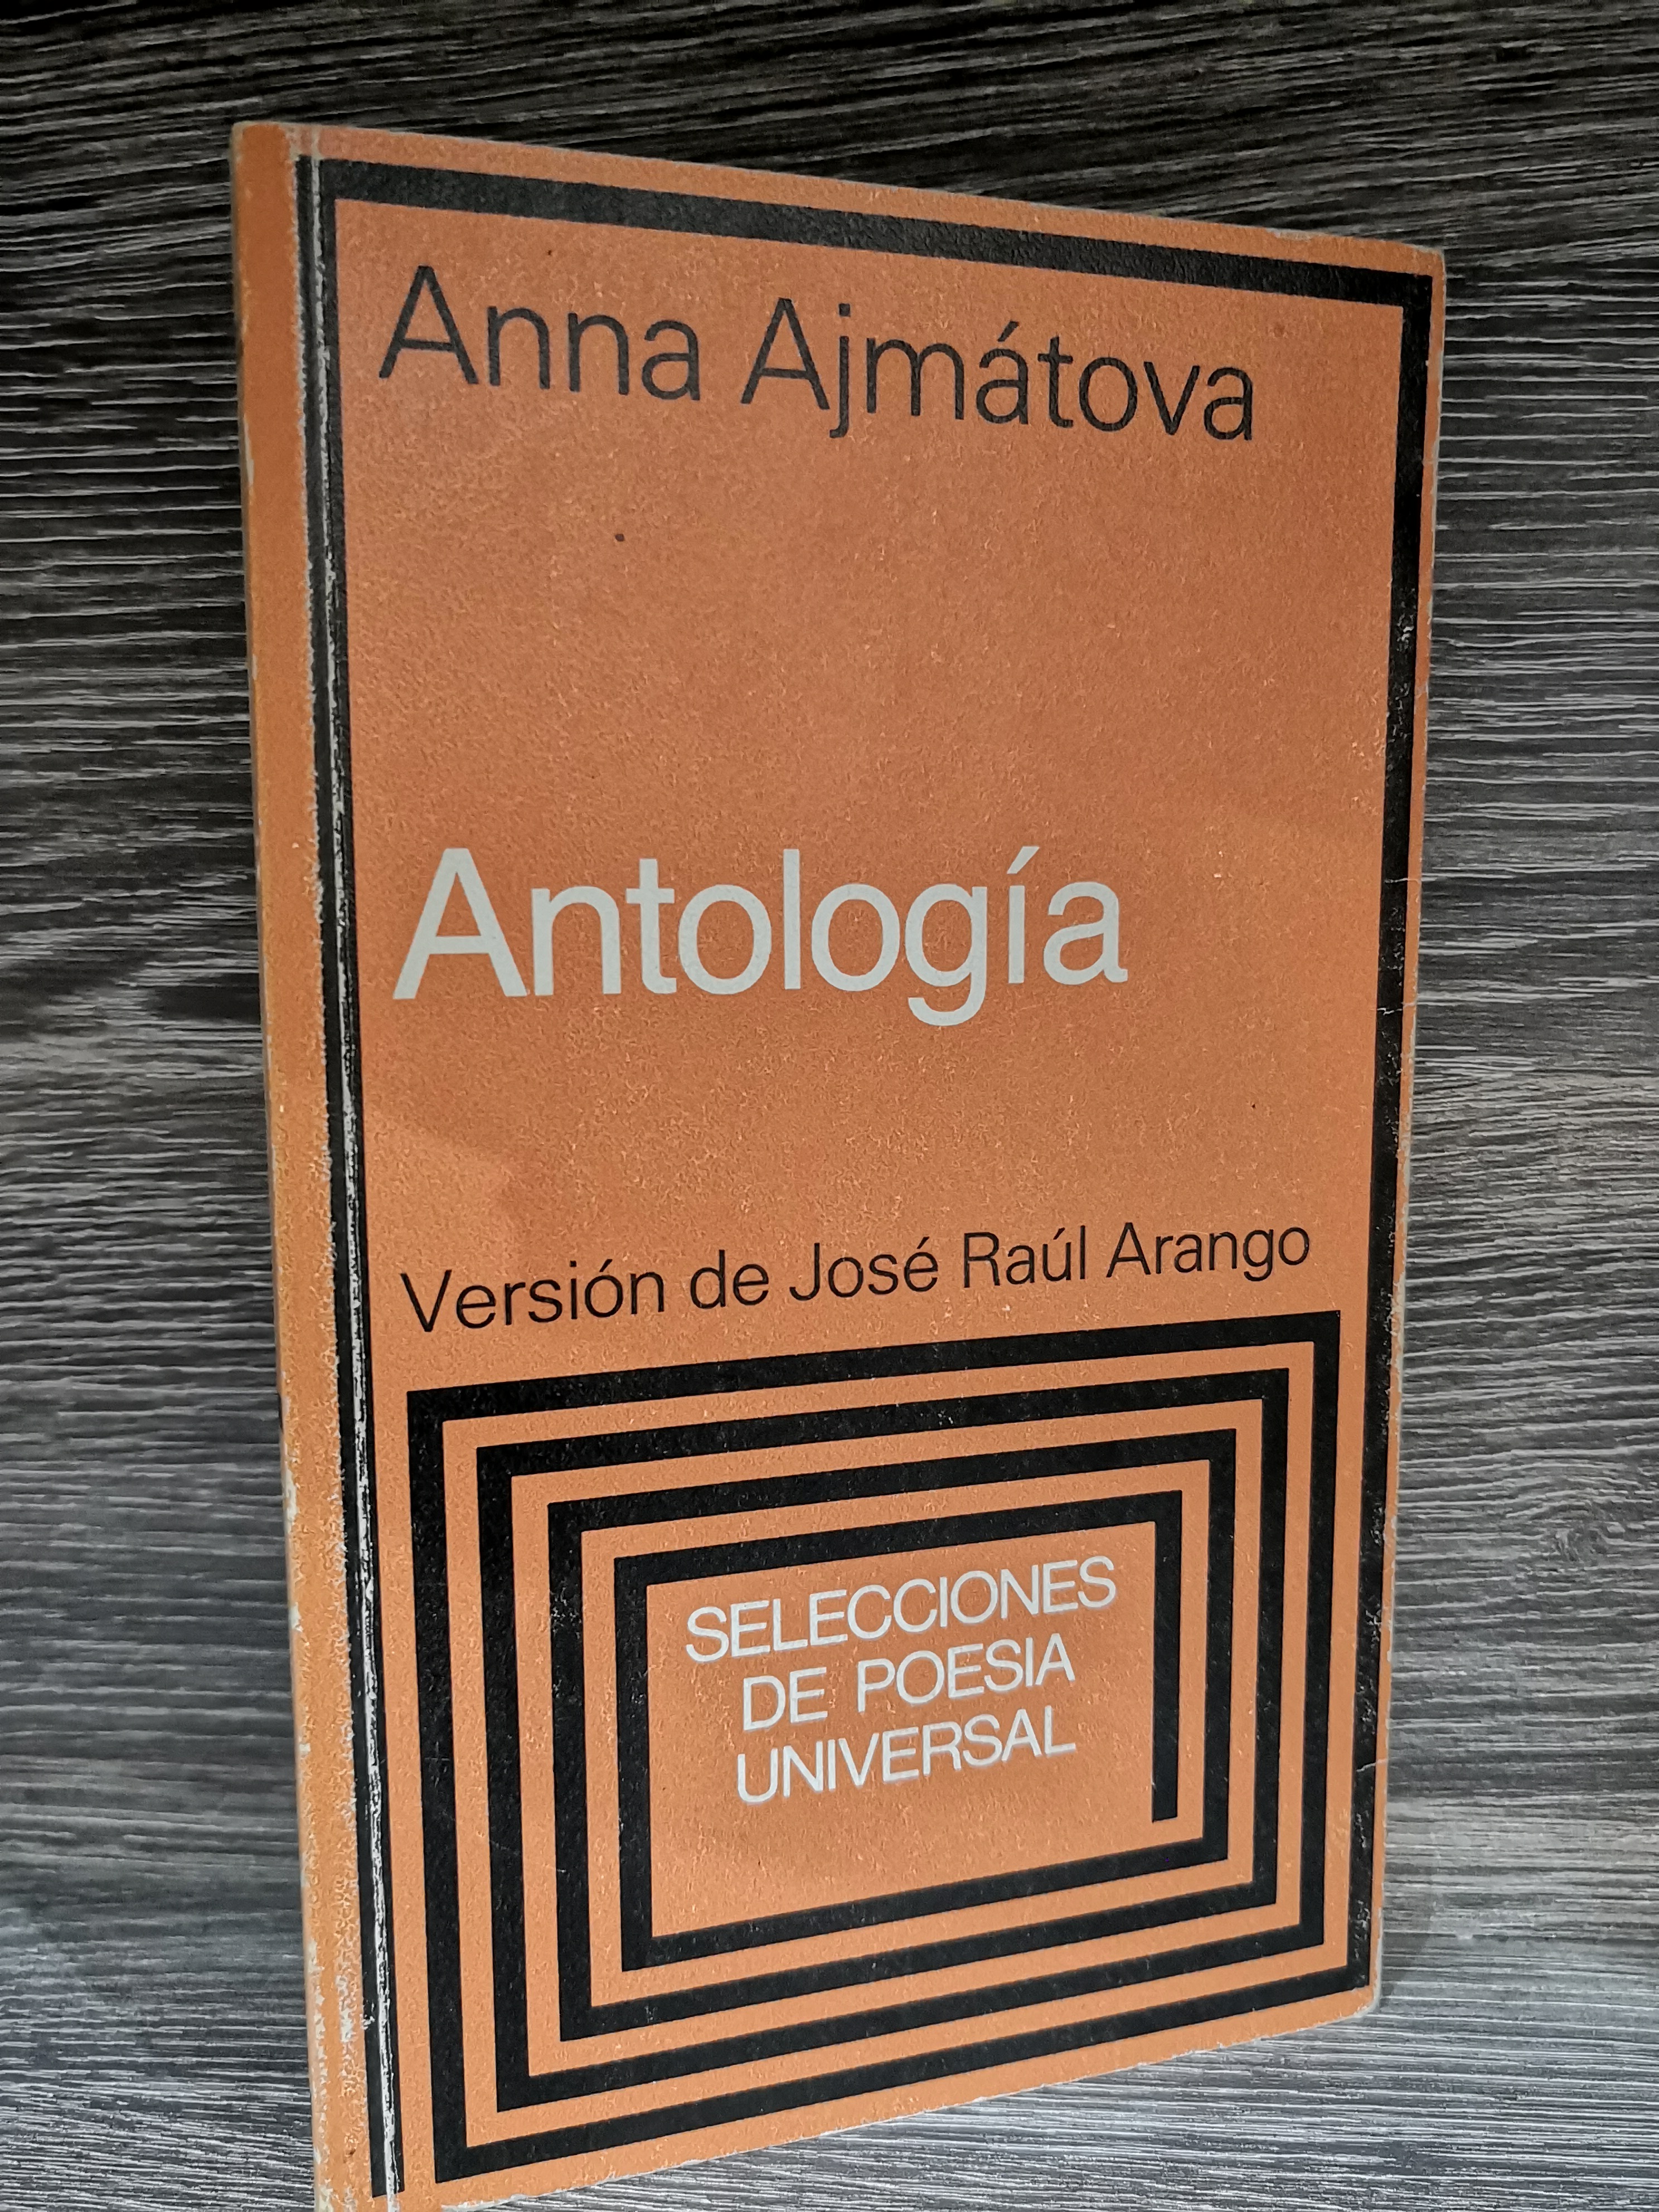 Anna Ajmátova
Antología
Versión de José Raúl Arango
SELECCIONES
DE POESIA
UNIVERSAL